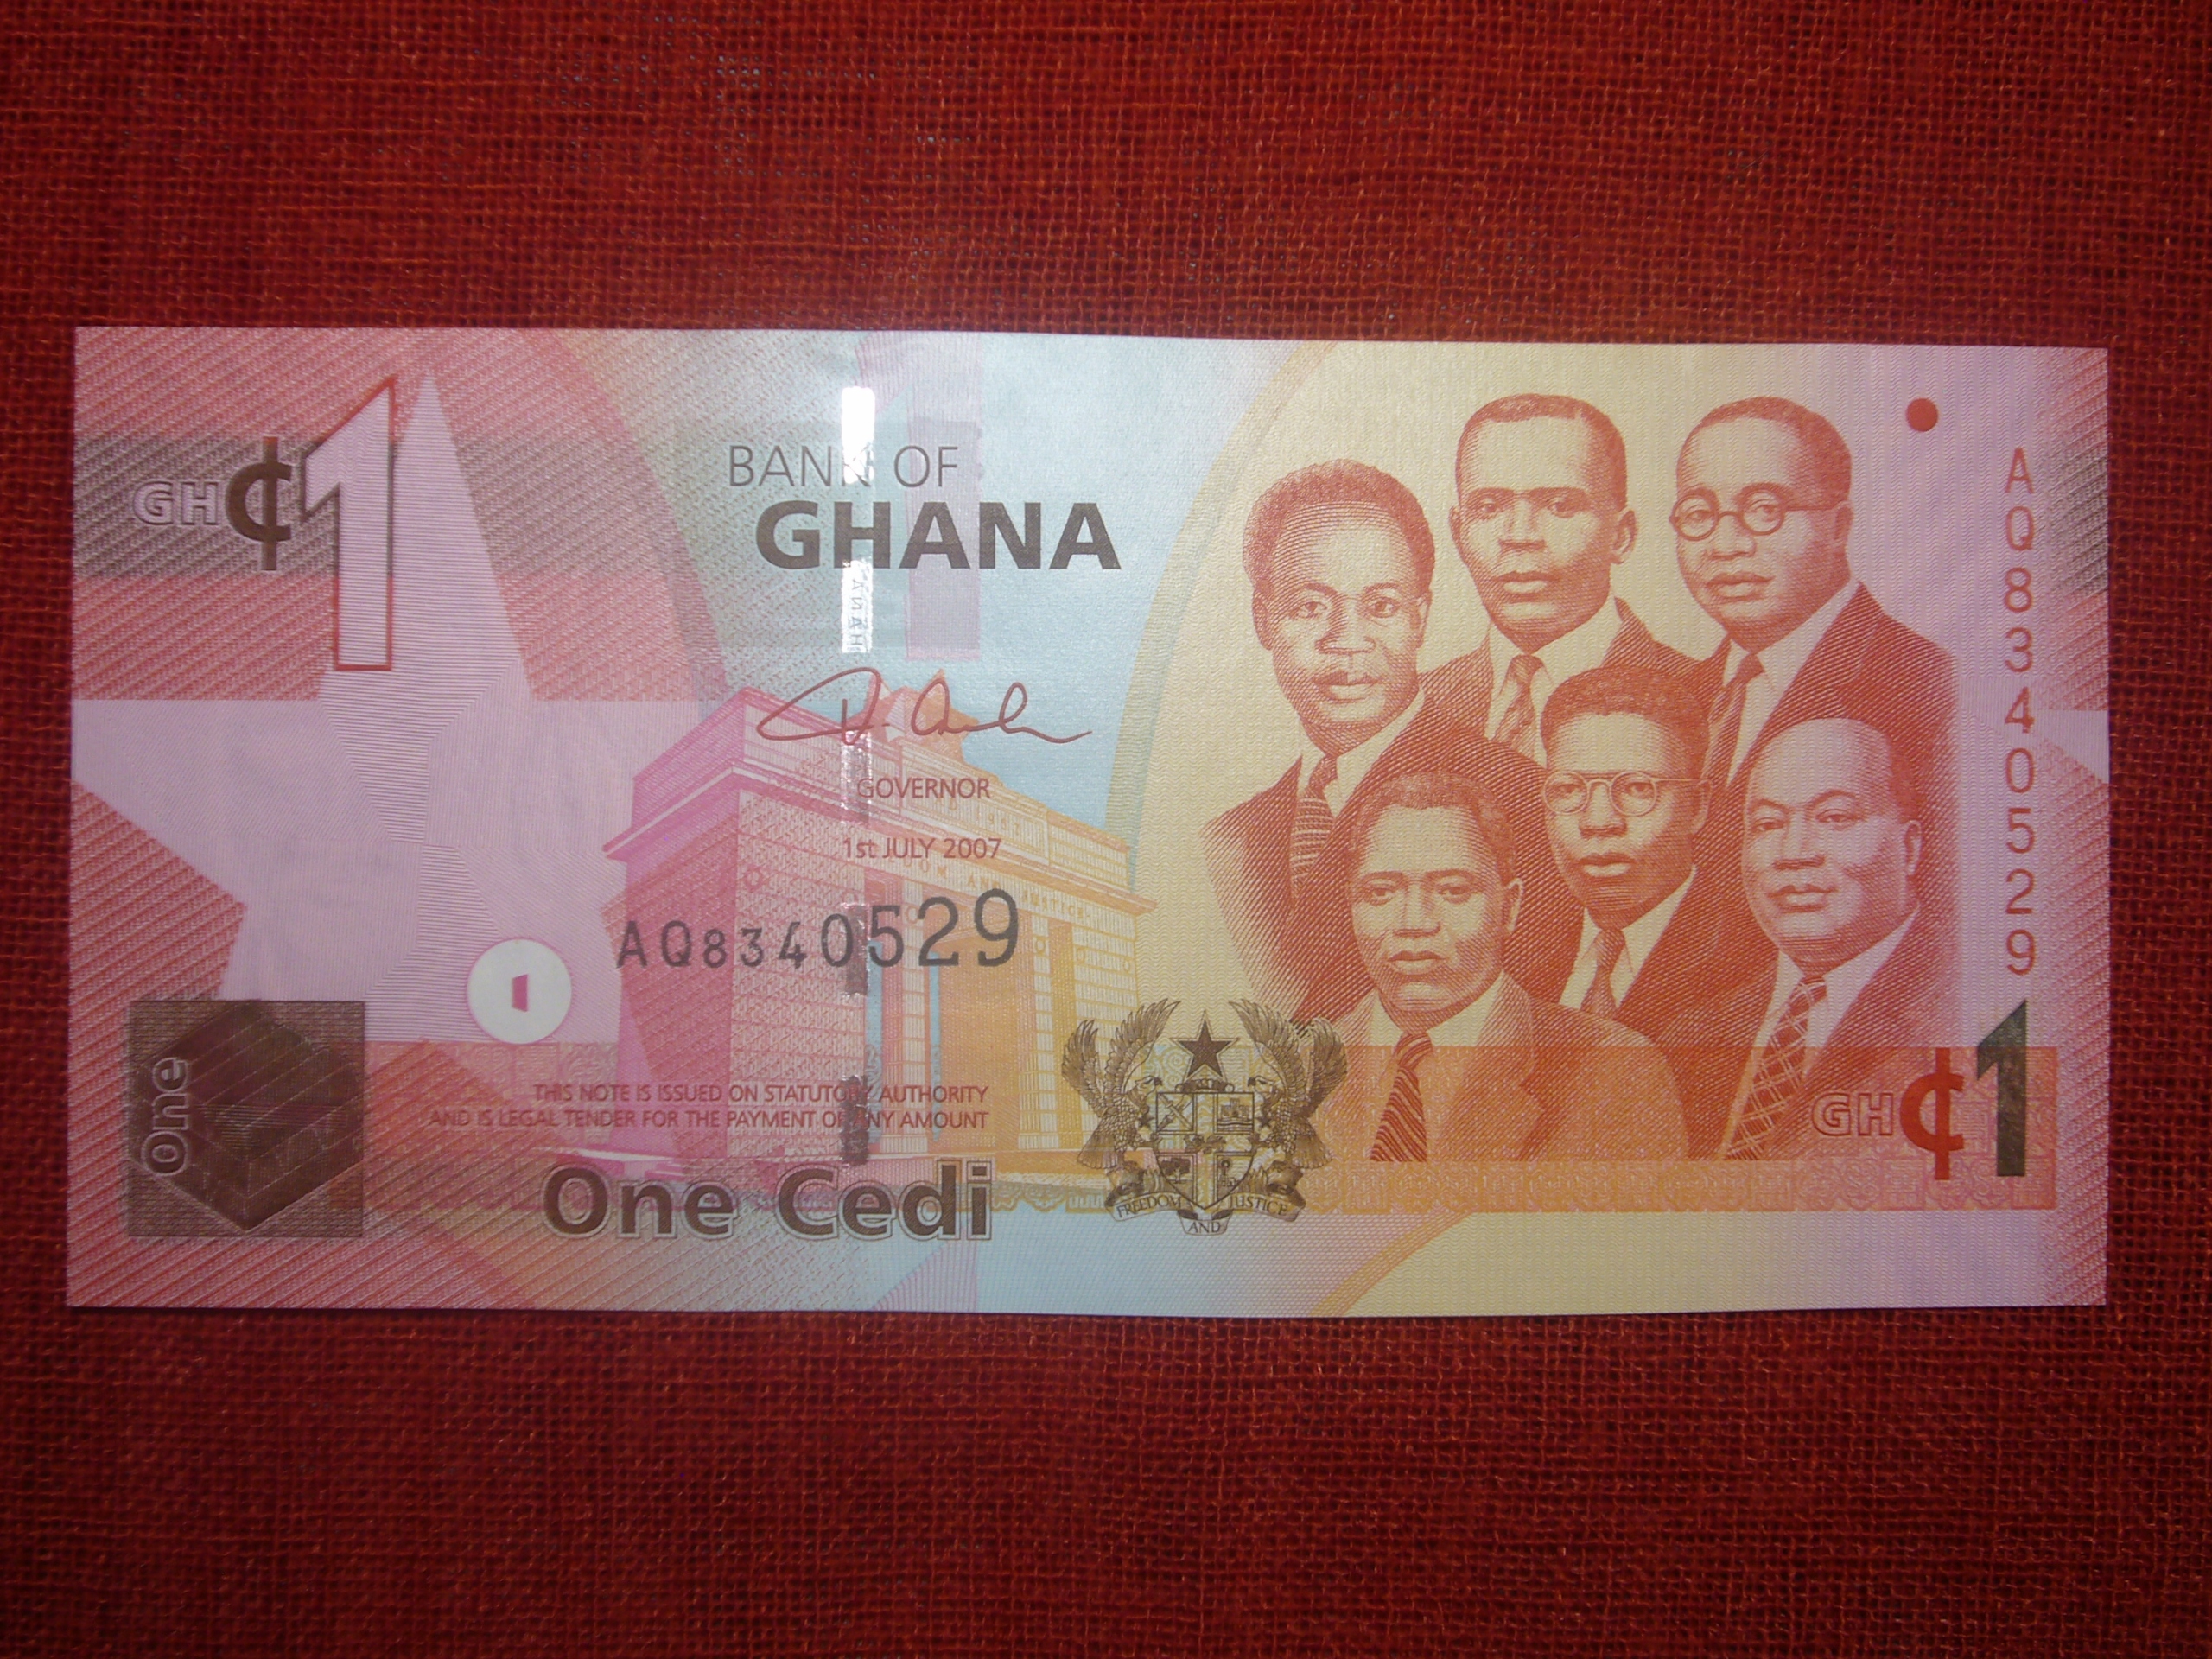 GH₵1
BANK OF
GHANA
GOVERNOR
1st JULY 2007
AQ8340529
THIS NOTE IS ISSUED ON STATUTORY AUTHORITY
AND IS LEGAL TENDER FOR THE PAYMENT OF ANY AMOUNT
One Cedi
One
FREEDOM AND JUSTICE
AQ8340529
GH₵1